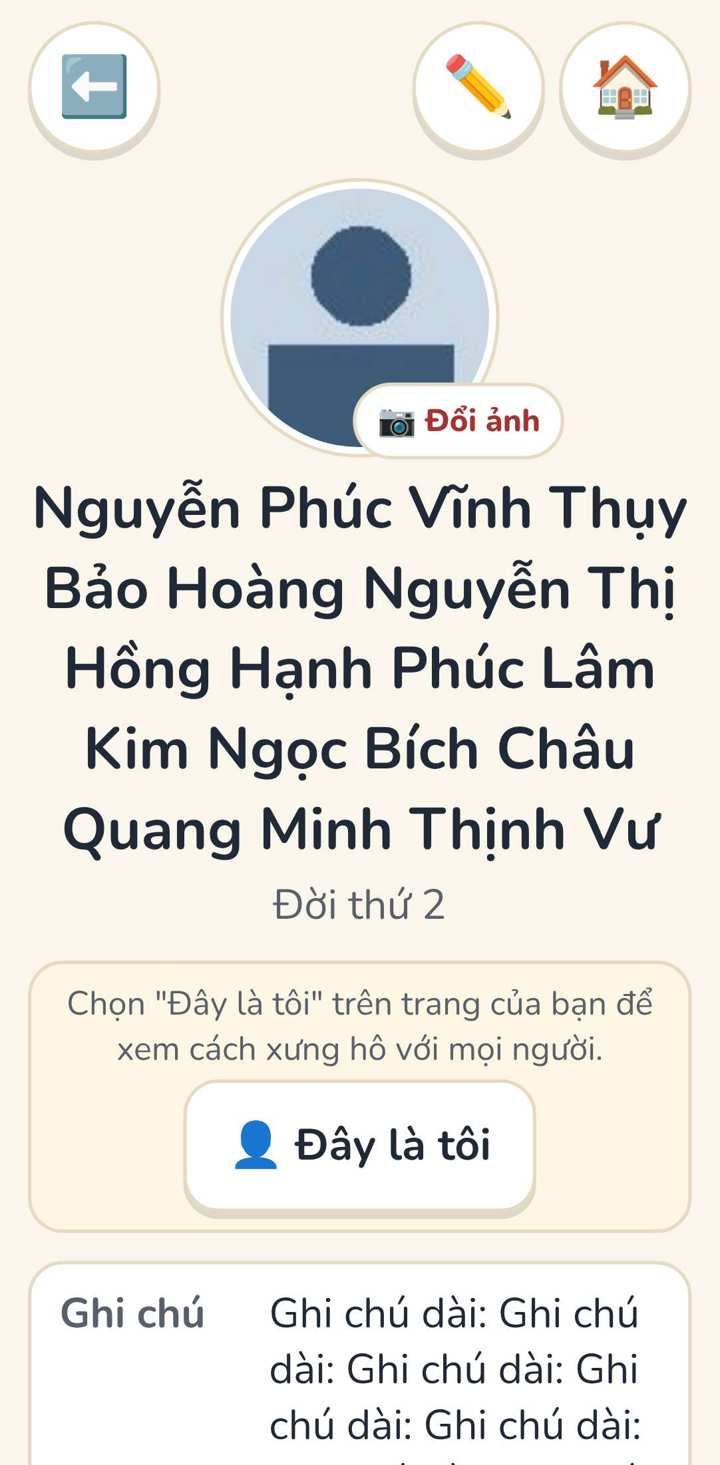 Đổi ảnh
Nguyễn Phúc Vĩnh Thụy
Bảo Hoàng Nguyễn Thị
Hồng Hạnh Phúc Lâm
Kim Ngọc Bích Châu
Quang Minh Thịnh Vư
Đời thứ 2
Chọn "Đây là tôi" trên trang của bạn để
xem cách xưng hô với mọi người.
Đây là tôi
Ghi chú
Ghi chú dài: Ghi chú
dài: Ghi chú dài: Ghi
chú dài: Ghi chú dài: